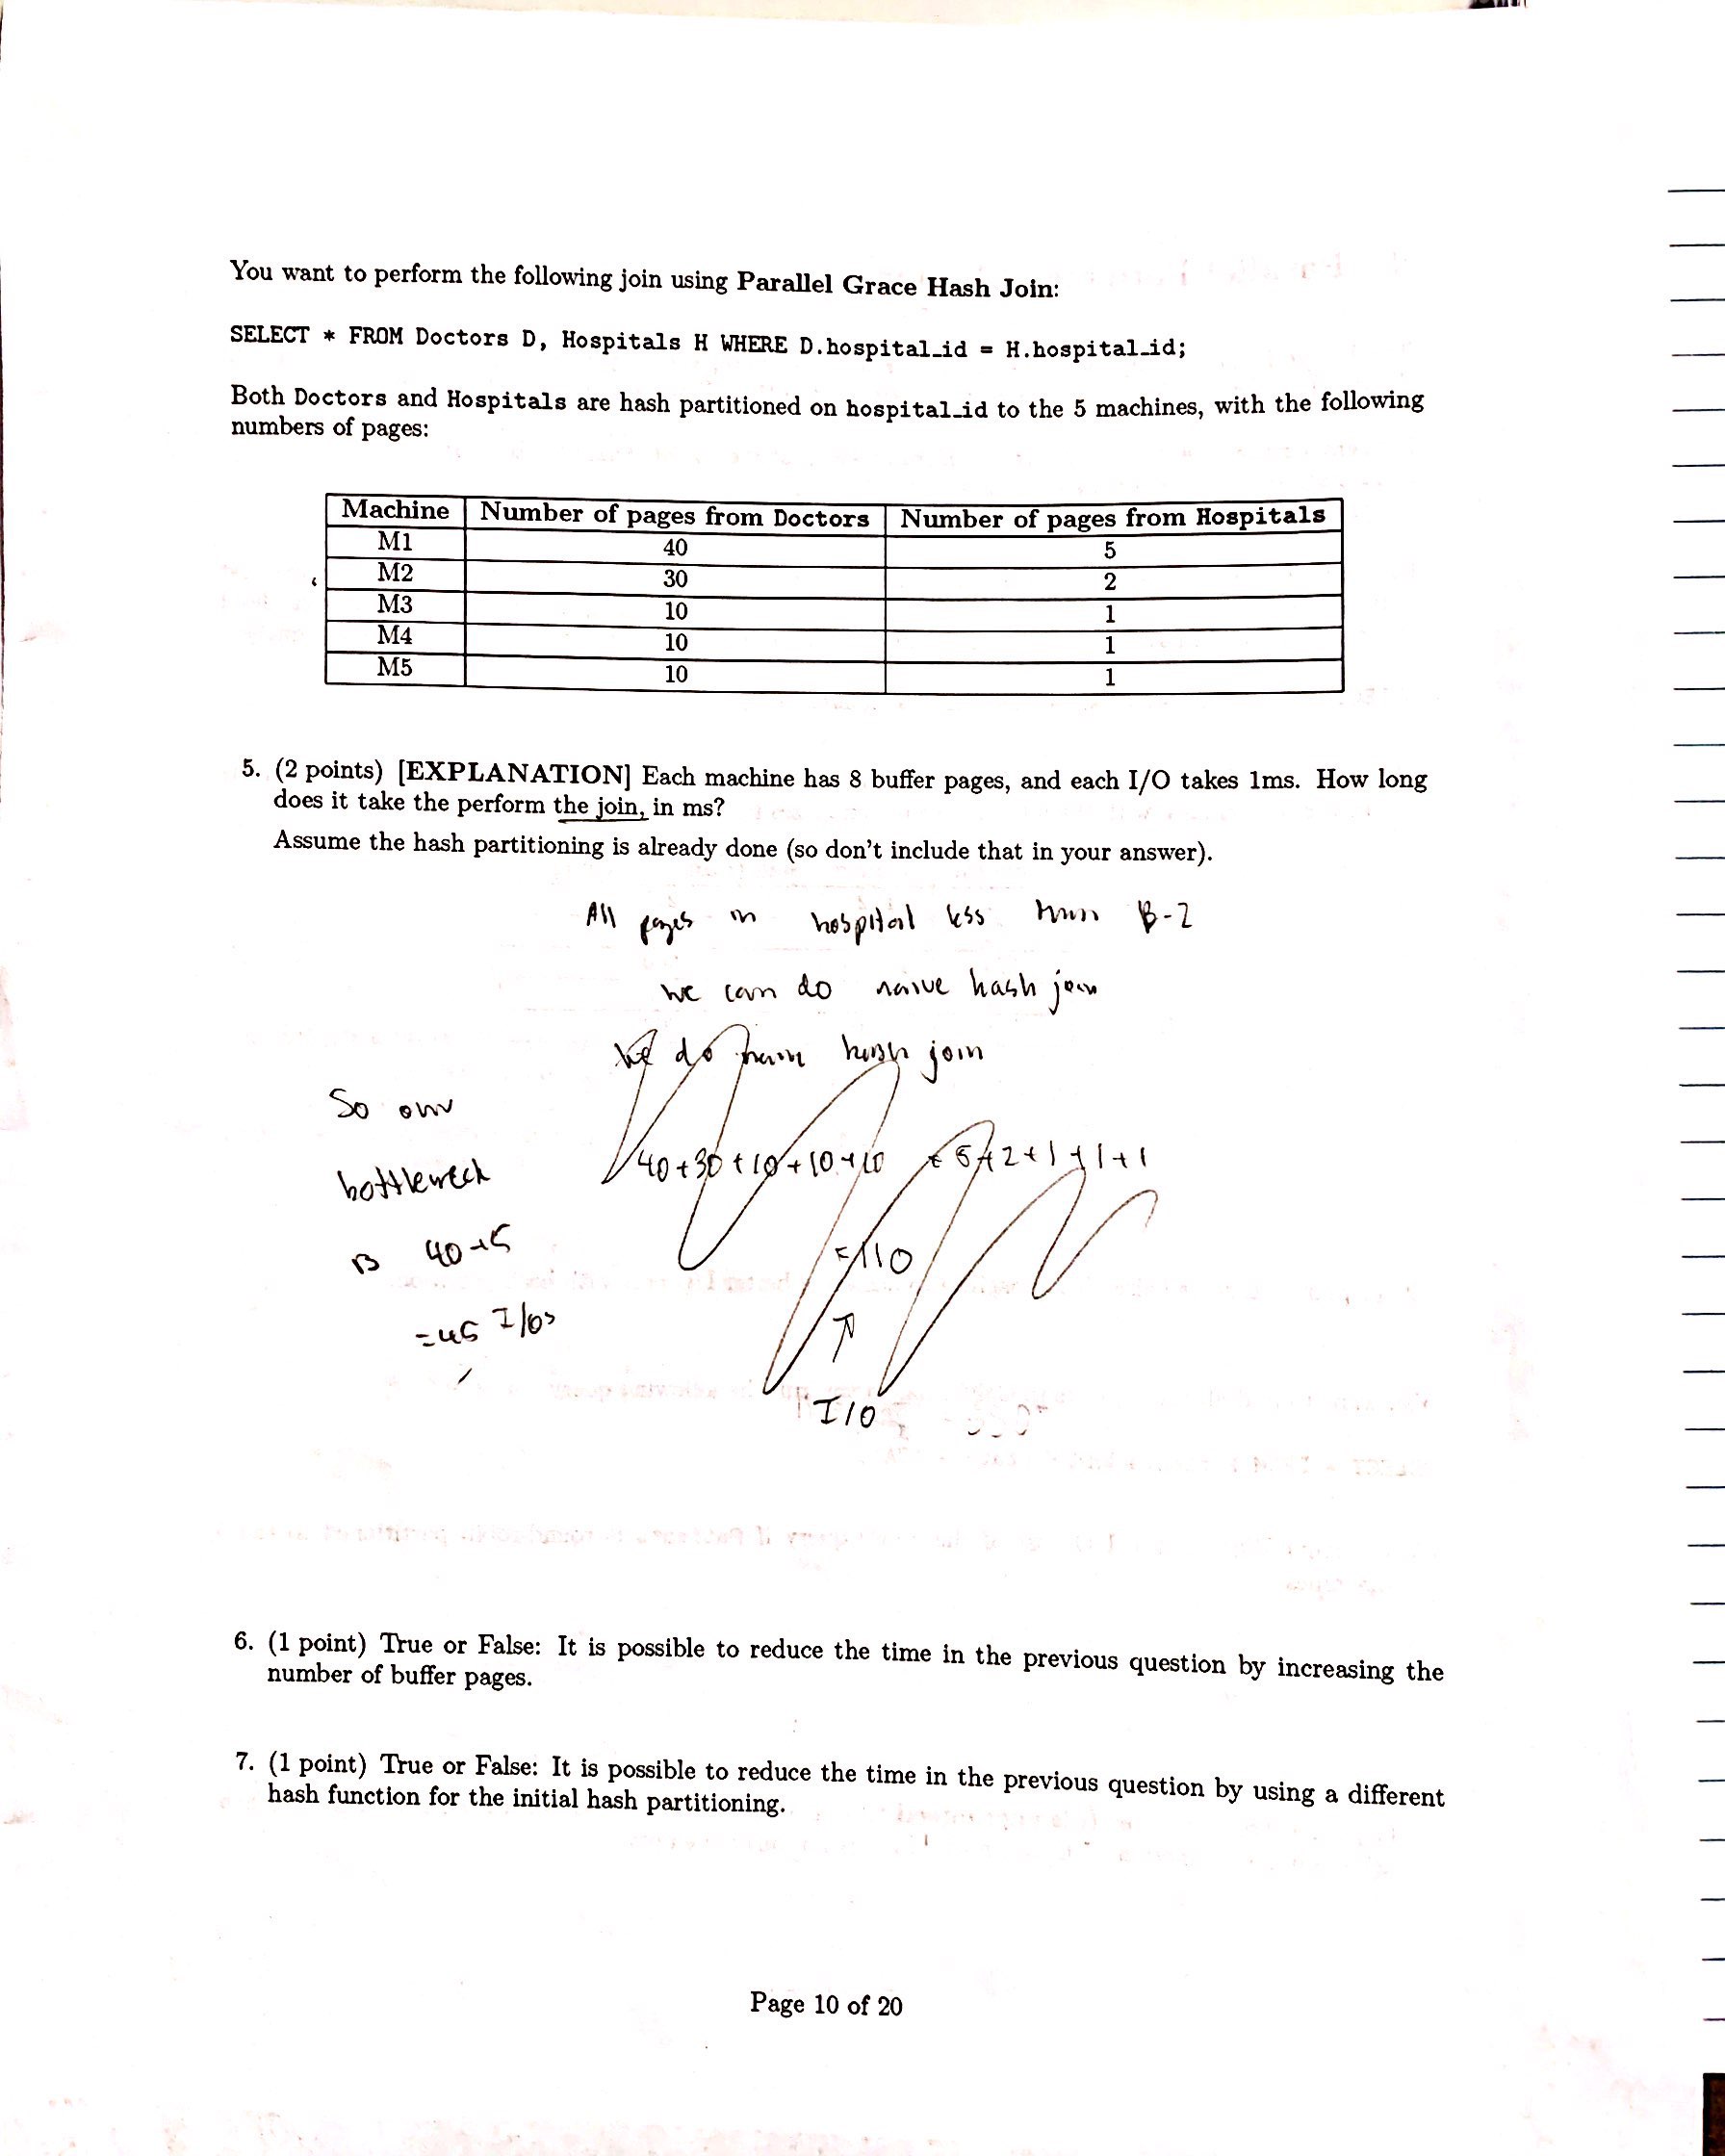 You want to perform the following join using Parallel Grace Hash Join:
SELECT * FROM Doctors D, Hospitals H WHERE D.hospital_id = H.hospital_id;
Both Doctors and Hospitals are hash partitioned on hospital_id to the 5 machines, with the following
numbers of pages:
Machine Number of pages from Doctors Number of pages from Hospitals
M1 40 5
M2 30 2
M3 10 1
M4 10 1
M5 10 1
5. (2 points) [EXPLANATION] Each machine has 8 buffer pages, and each I/O takes 1ms. How long
does it take the perform the join, in ms?
Assume the hash partitioning is already done (so don't include that in your answer).
All pages in hospital less than B-2
we can do naive hash join
We do hash join
So our
bottleneck
40+30+10+10+10 + 5+2+1+1+1
is 40+5
=110
=45 I/Os
I/O
6. (1 point) True or False: It is possible to reduce the time in the previous question by increasing the
number of buffer pages.
7. (1 point) True or False: It is possible to reduce the time in the previous question by using a different
hash function for the initial hash partitioning.
Page 10 of 20